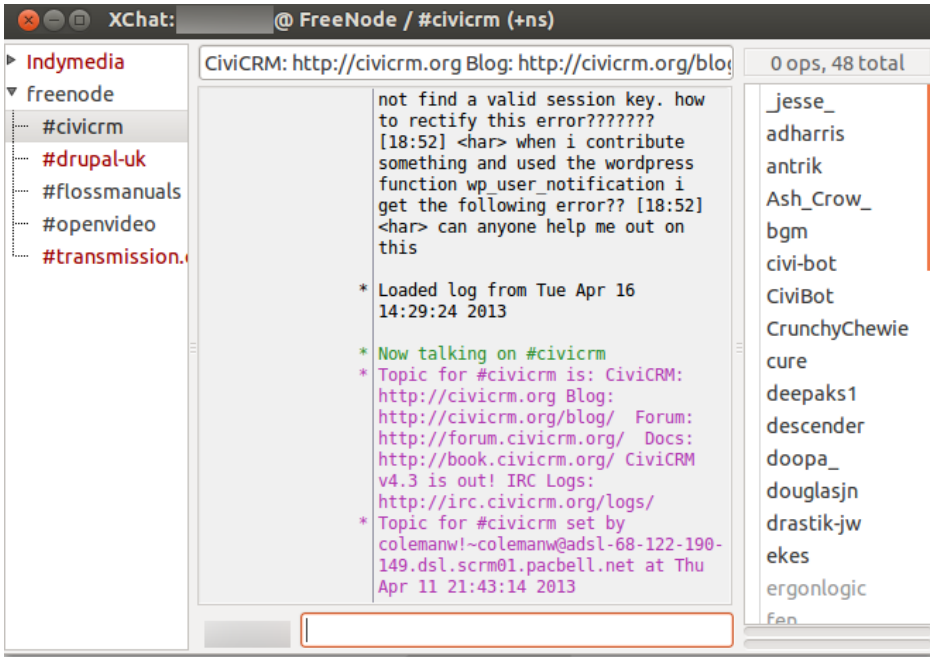 XChat: @ FreeNode / #civicrm (+ns)
Indymedia
freenode
#civicrm
#drupal-uk
#flossmanuals
#openvideo
#transmission.
CiviCRM: http://civicrm.org Blog: http://civicrm.org/blog
not find a valid session key. how
to rectify this error???????
[18:52] <har> when i contribute
something and used the wordpress
function wp_user_notification i
get the following error?? [18:52]
<har> can anyone help me out on
this
* Loaded log from Tue Apr 16
14:29:24 2013
* Now talking on #civicrm
* Topic for #civicrm is: CiviCRM:
http://civicrm.org Blog:
http://civicrm.org/blog/  Forum:
http://forum.civicrm.org/  Docs:
http://book.civicrm.org/ CiviCRM
v4.3 is out! IRC Logs:
http://irc.civicrm.org/logs/
* Topic for #civicrm set by
colemanw!~colemanw@adsl-68-122-190-
149.dsl.scrm01.pacbell.net at Thu
Apr 11 21:43:14 2013
0 ops, 48 total
_jesse_
adharris
antrik
Ash_Crow_
bgm
civi-bot
CiviBot
CrunchyChewie
cure
deepaks1
descender
doopa_
douglasjn
drastik-jw
ekes
ergonlogic
fen